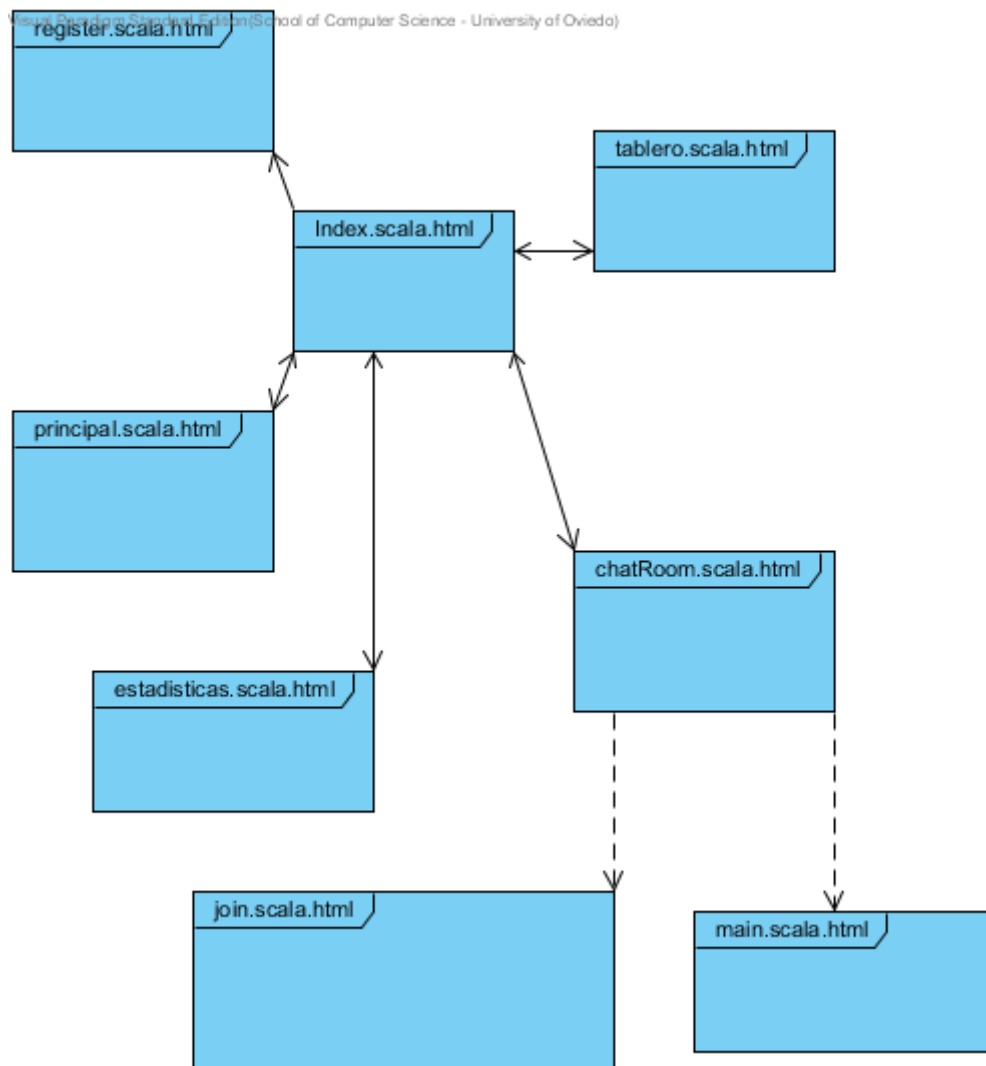 Visual Paradigm Standard Edition(School of Computer Science - University of Oviedo)
register.scala.html
tablero.scala.html
Index.scala.html
principal.scala.html
chatRoom.scala.html
estadisticas.scala.html
join.scala.html
main.scala.html